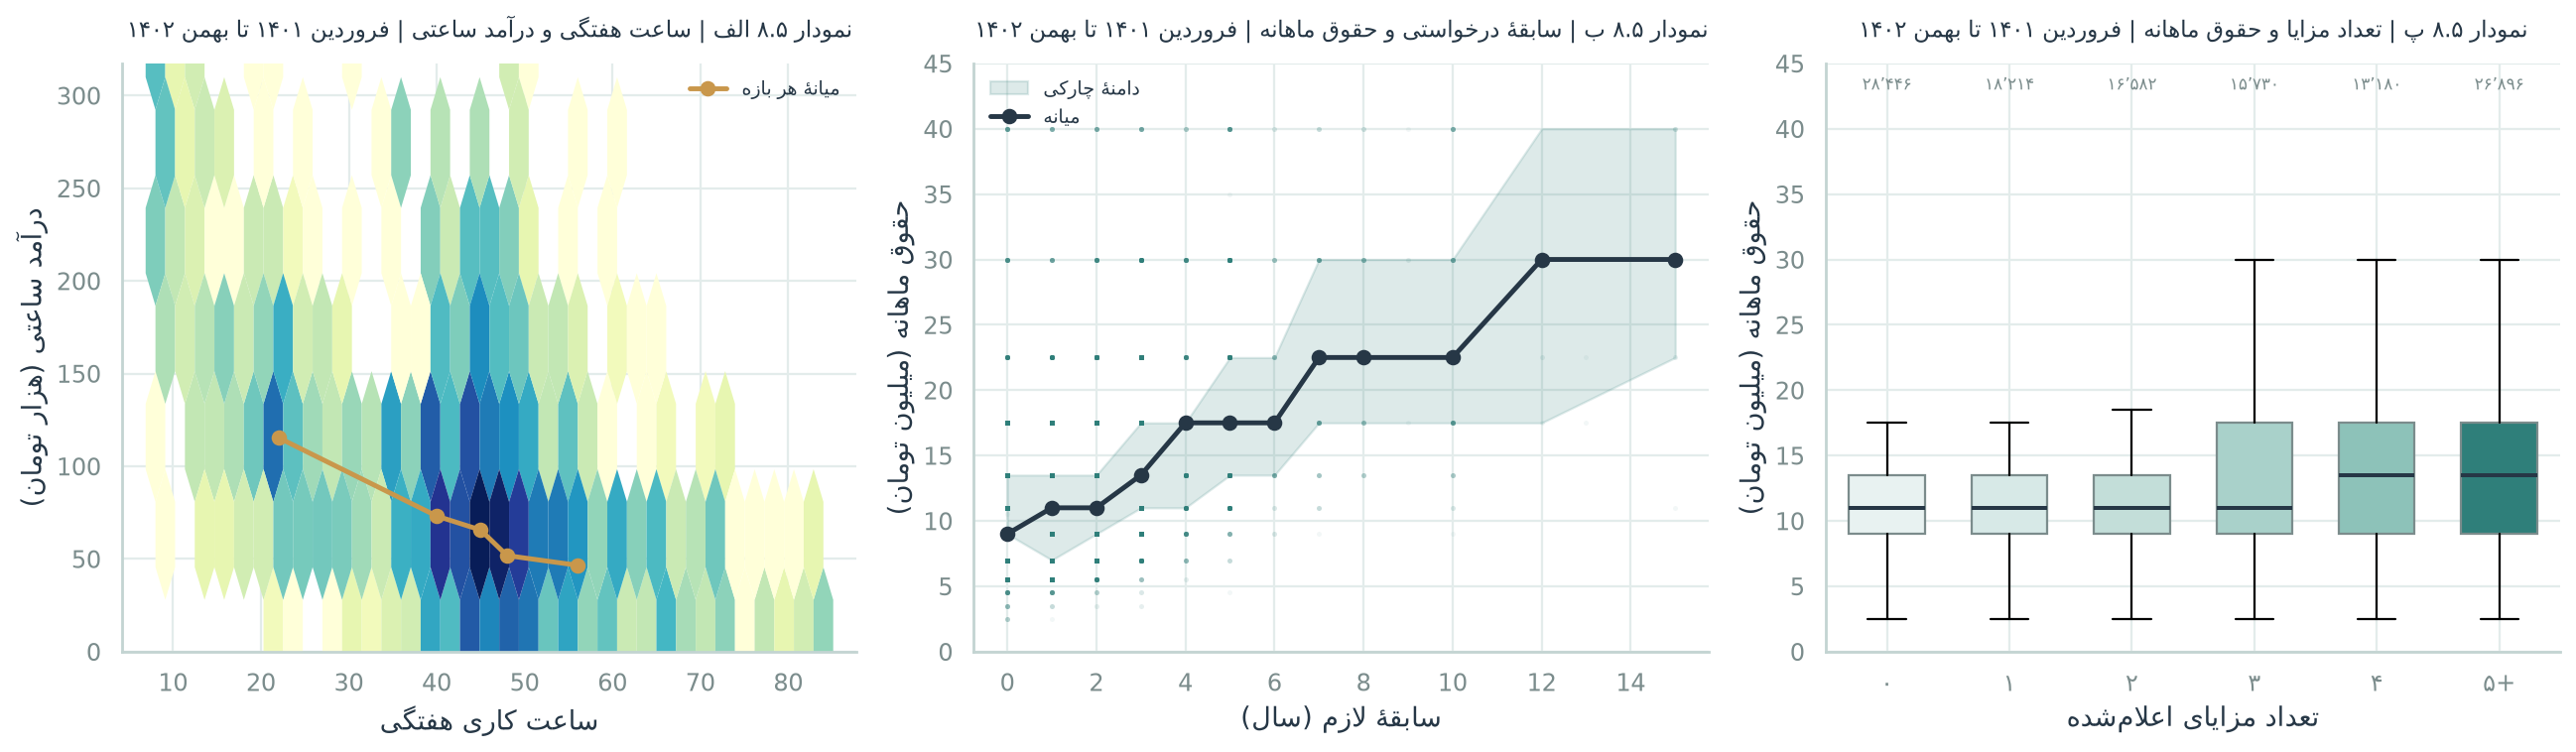 نمودار ۸.۵ الف | ساعت هفتگی و درآمد ساعتی | فروردین ۱۴۰۱ تا بهمن ۱۴۰۲
میانهٔ هر بازه
درآمد ساعتی (هزار تومان)
300
250
200
150
100
50
0
10 20 30 40 50 60 70 80
ساعت کاری هفتگی
نمودار ۸.۵ ب | سابقهٔ درخواستی و حقوق ماهانه | فروردین ۱۴۰۱ تا بهمن ۱۴۰۲
دامنهٔ چارکی
میانه
حقوق ماهانه (میلیون تومان)
45
40
35
30
25
20
15
10
5
0
0 2 4 6 8 10 12 14
سابقهٔ لازم (سال)
نمودار ۸.۵ پ | تعداد مزایا و حقوق ماهانه | فروردین ۱۴۰۱ تا بهمن ۱۴۰۲
۲۸٬۴۴۶ ۱۸٬۲۱۴ ۱۶٬۵۸۲ ۱۵٬۷۳۰ ۱۳٬۱۸۰ ۲۶٬۸۹۶
حقوق ماهانه (میلیون تومان)
45
40
35
30
25
20
15
10
5
0
۰ ۱ ۲ ۳ ۴ ۵+
تعداد مزایای اعلام‌شده